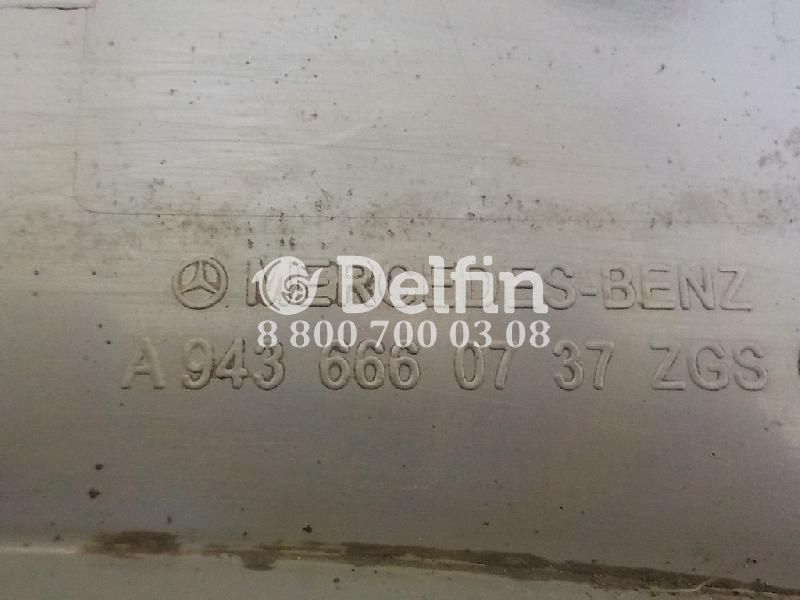 MERCEDES-BENZ
Delfin
8 800 700 03 08
A 943 666 07 37 ZGS